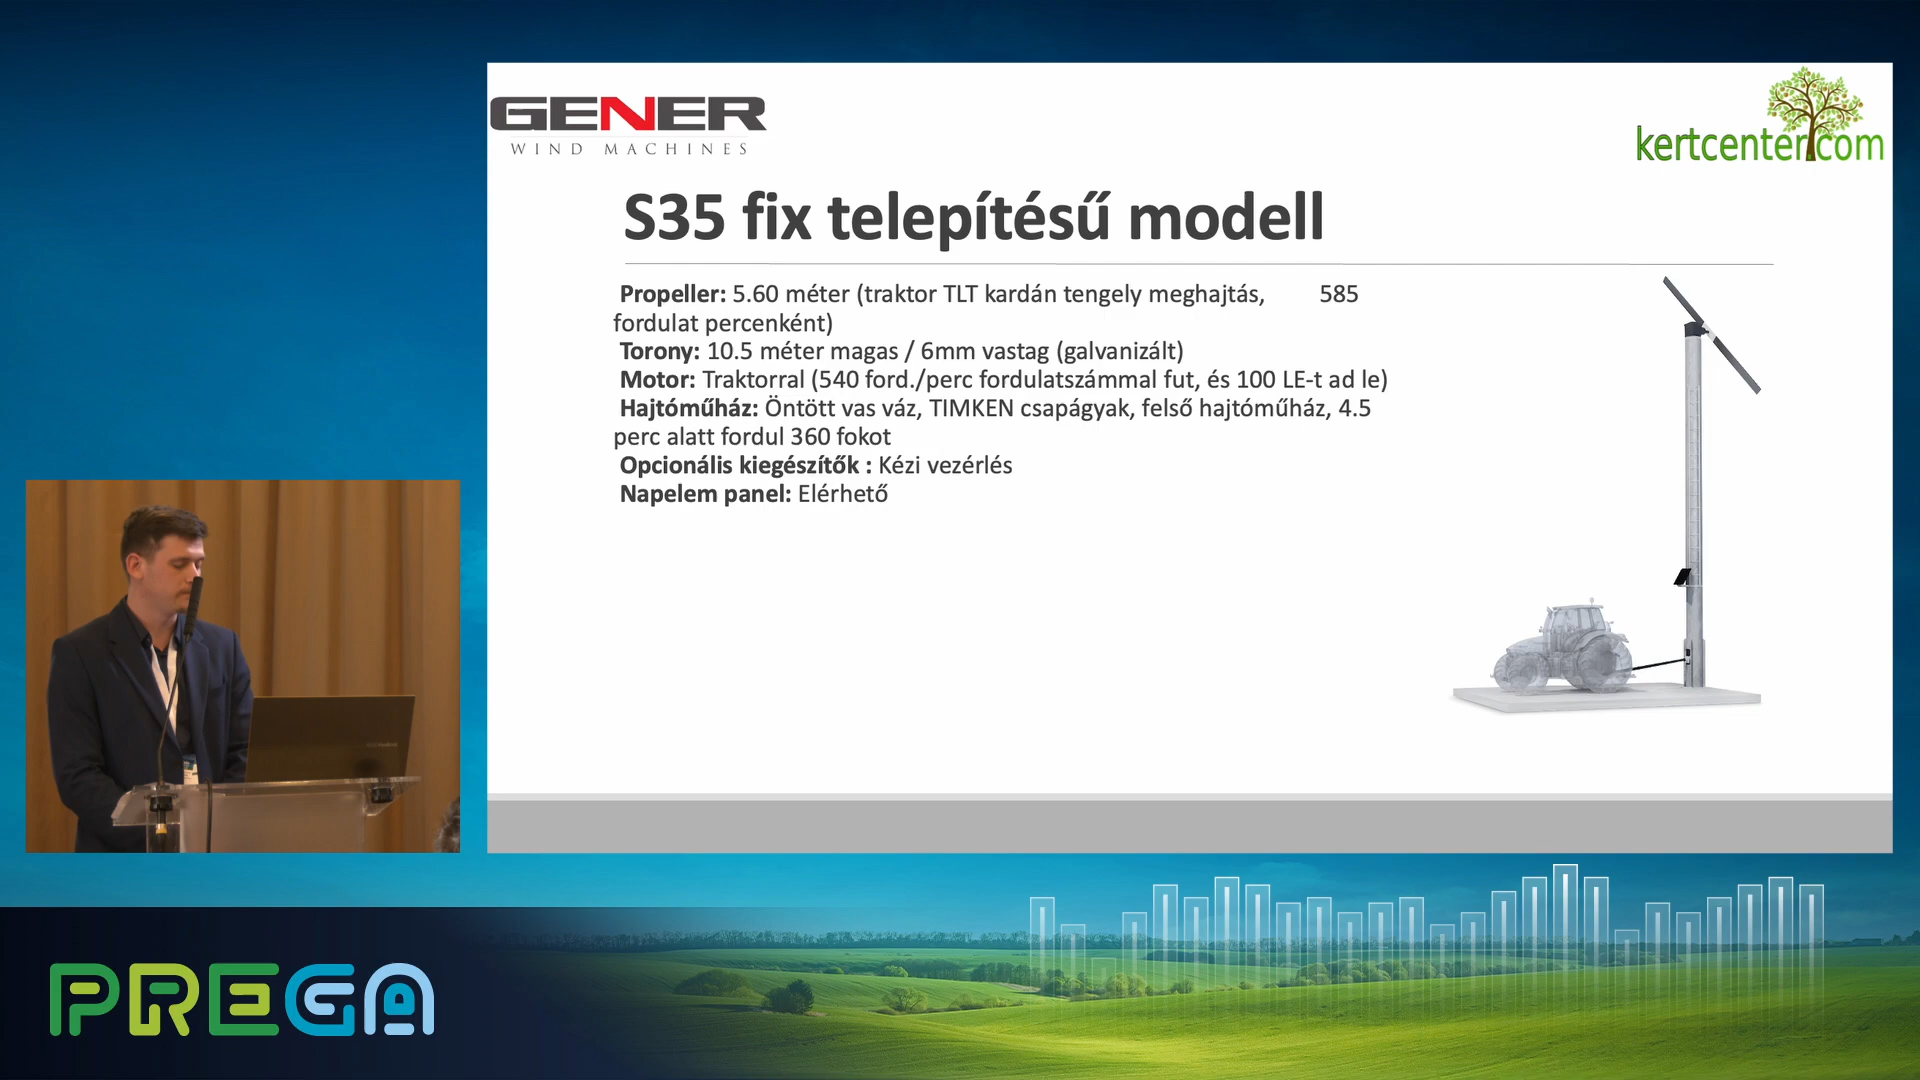 GENER
WIND MACHINES
kertcenter.com
S35 fix telepítésű modell
Propeller: 5.60 méter (traktor TLT kardán tengely meghajtás, 585
fordulat percenként)
Torony: 10.5 méter magas / 6mm vastag (galvanizált)
Motor: Traktorral (540 ford./perc fordulatszámmal fut, és 100 LE-t ad le)
Hajtóműház: Öntött vas váz, TIMKEN csapágyak, felső hajtóműház, 4.5
perc alatt fordul 360 fokot
Opcionális kiegészítők : Kézi vezérlés
Napelem panel: Elérhető
PREGA